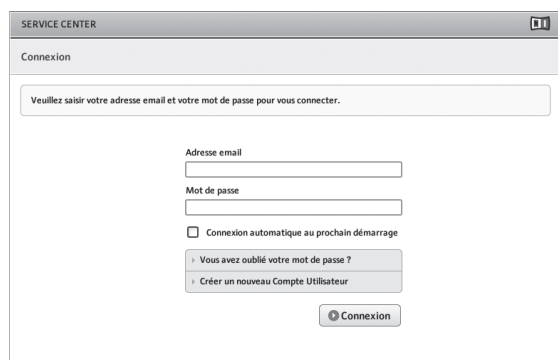 SERVICE CENTER
Connexion
Veuillez saisir votre adresse email et votre mot de passe pour vous connecter.
Adresse email
Mot de passe
Connexion automatique au prochain démarrage
Vous avez oublié votre mot de passe ?
Créer un nouveau Compte Utilisateur
Connexion